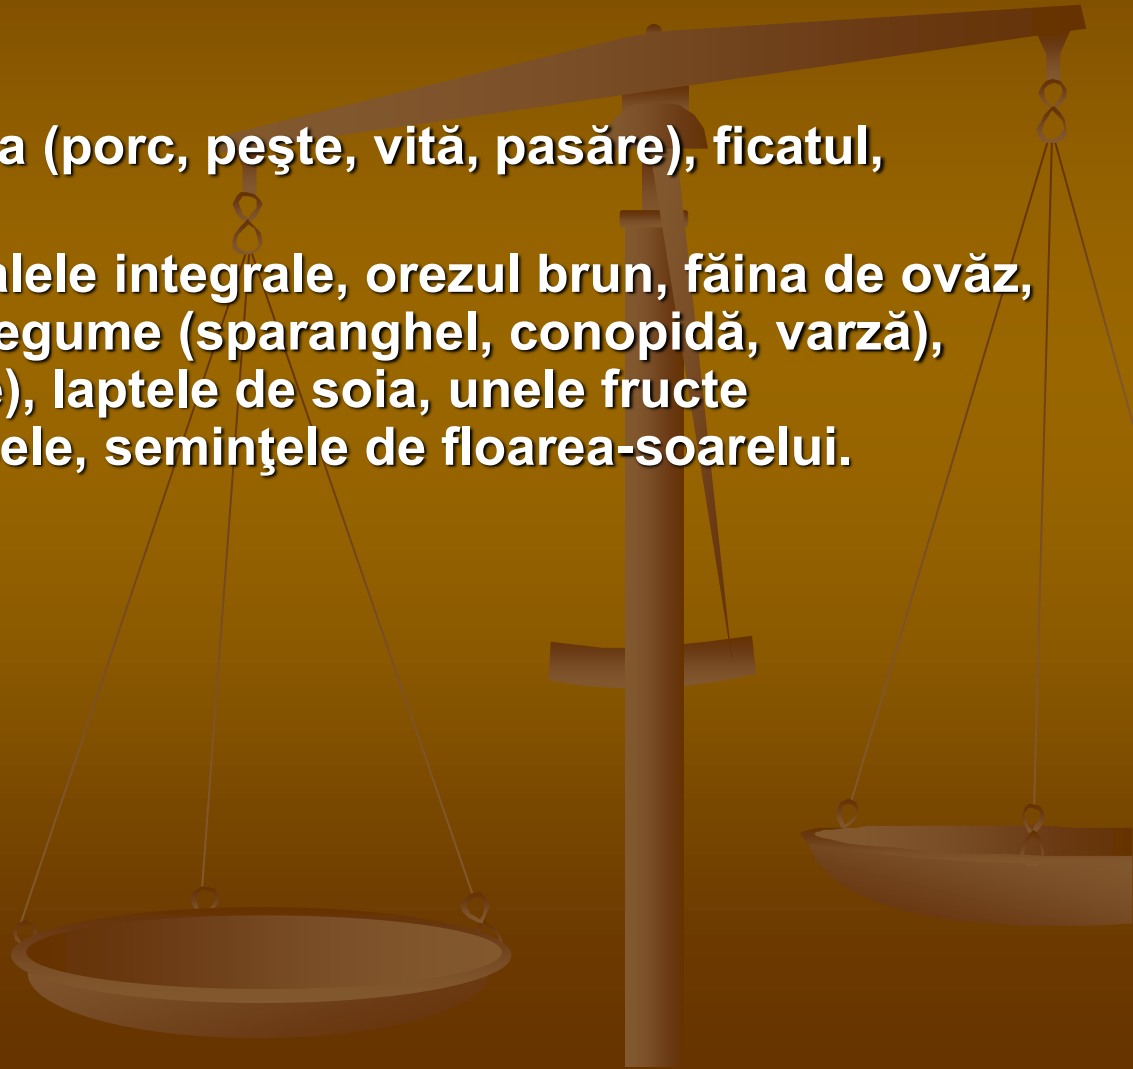 a (porc, peşte, vită, pasăre), ficatul,
alele integrale, orezul brun, făina de ovăz,
egume (sparanghel, conopidă, varză),
e), laptele de soia, unele fructe
ele, seminţele de floarea-soarelui.